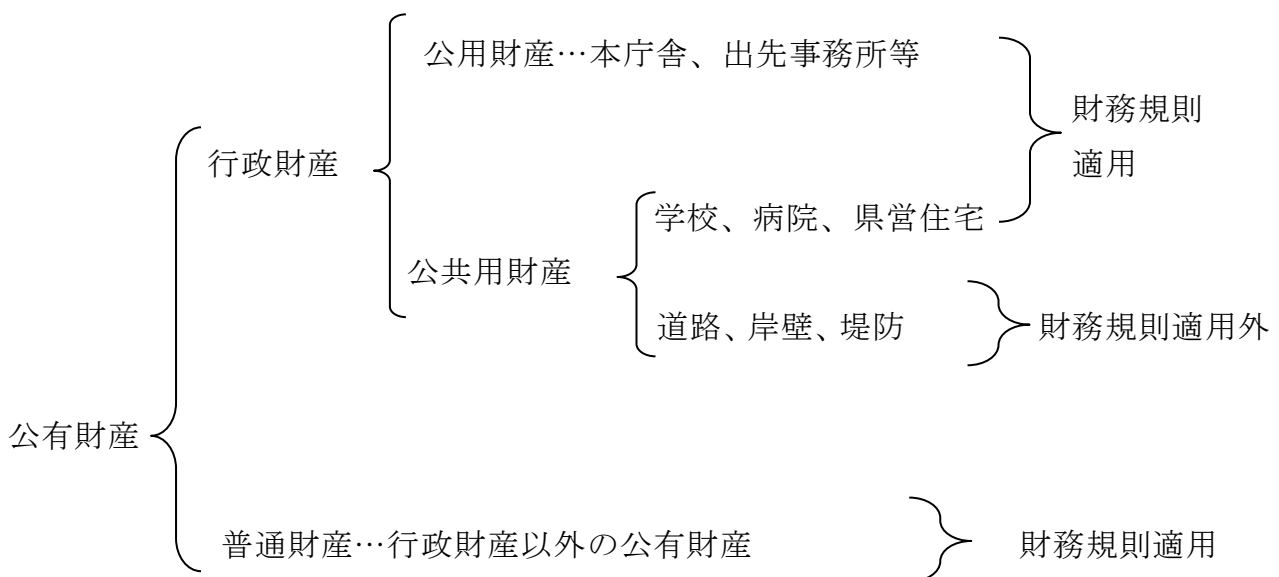 公用財産…本庁舎、出先事務所等
財務規則
適用
行政財産
学校、病院、県営住宅
公共用財産
道路、岸壁、堤防
財務規則適用外
公有財産
普通財産…行政財産以外の公有財産
財務規則適用